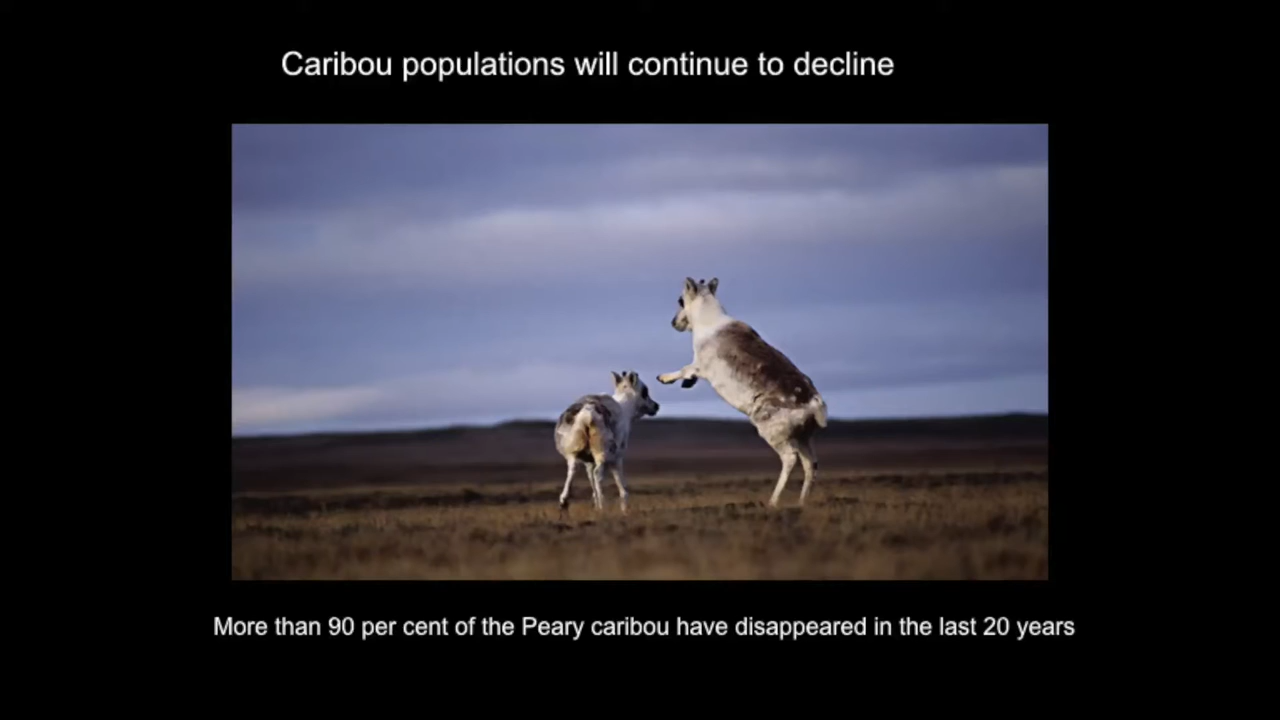 Caribou populations will continue to decline
More than 90 per cent of the Peary caribou have disappeared in the last 20 years